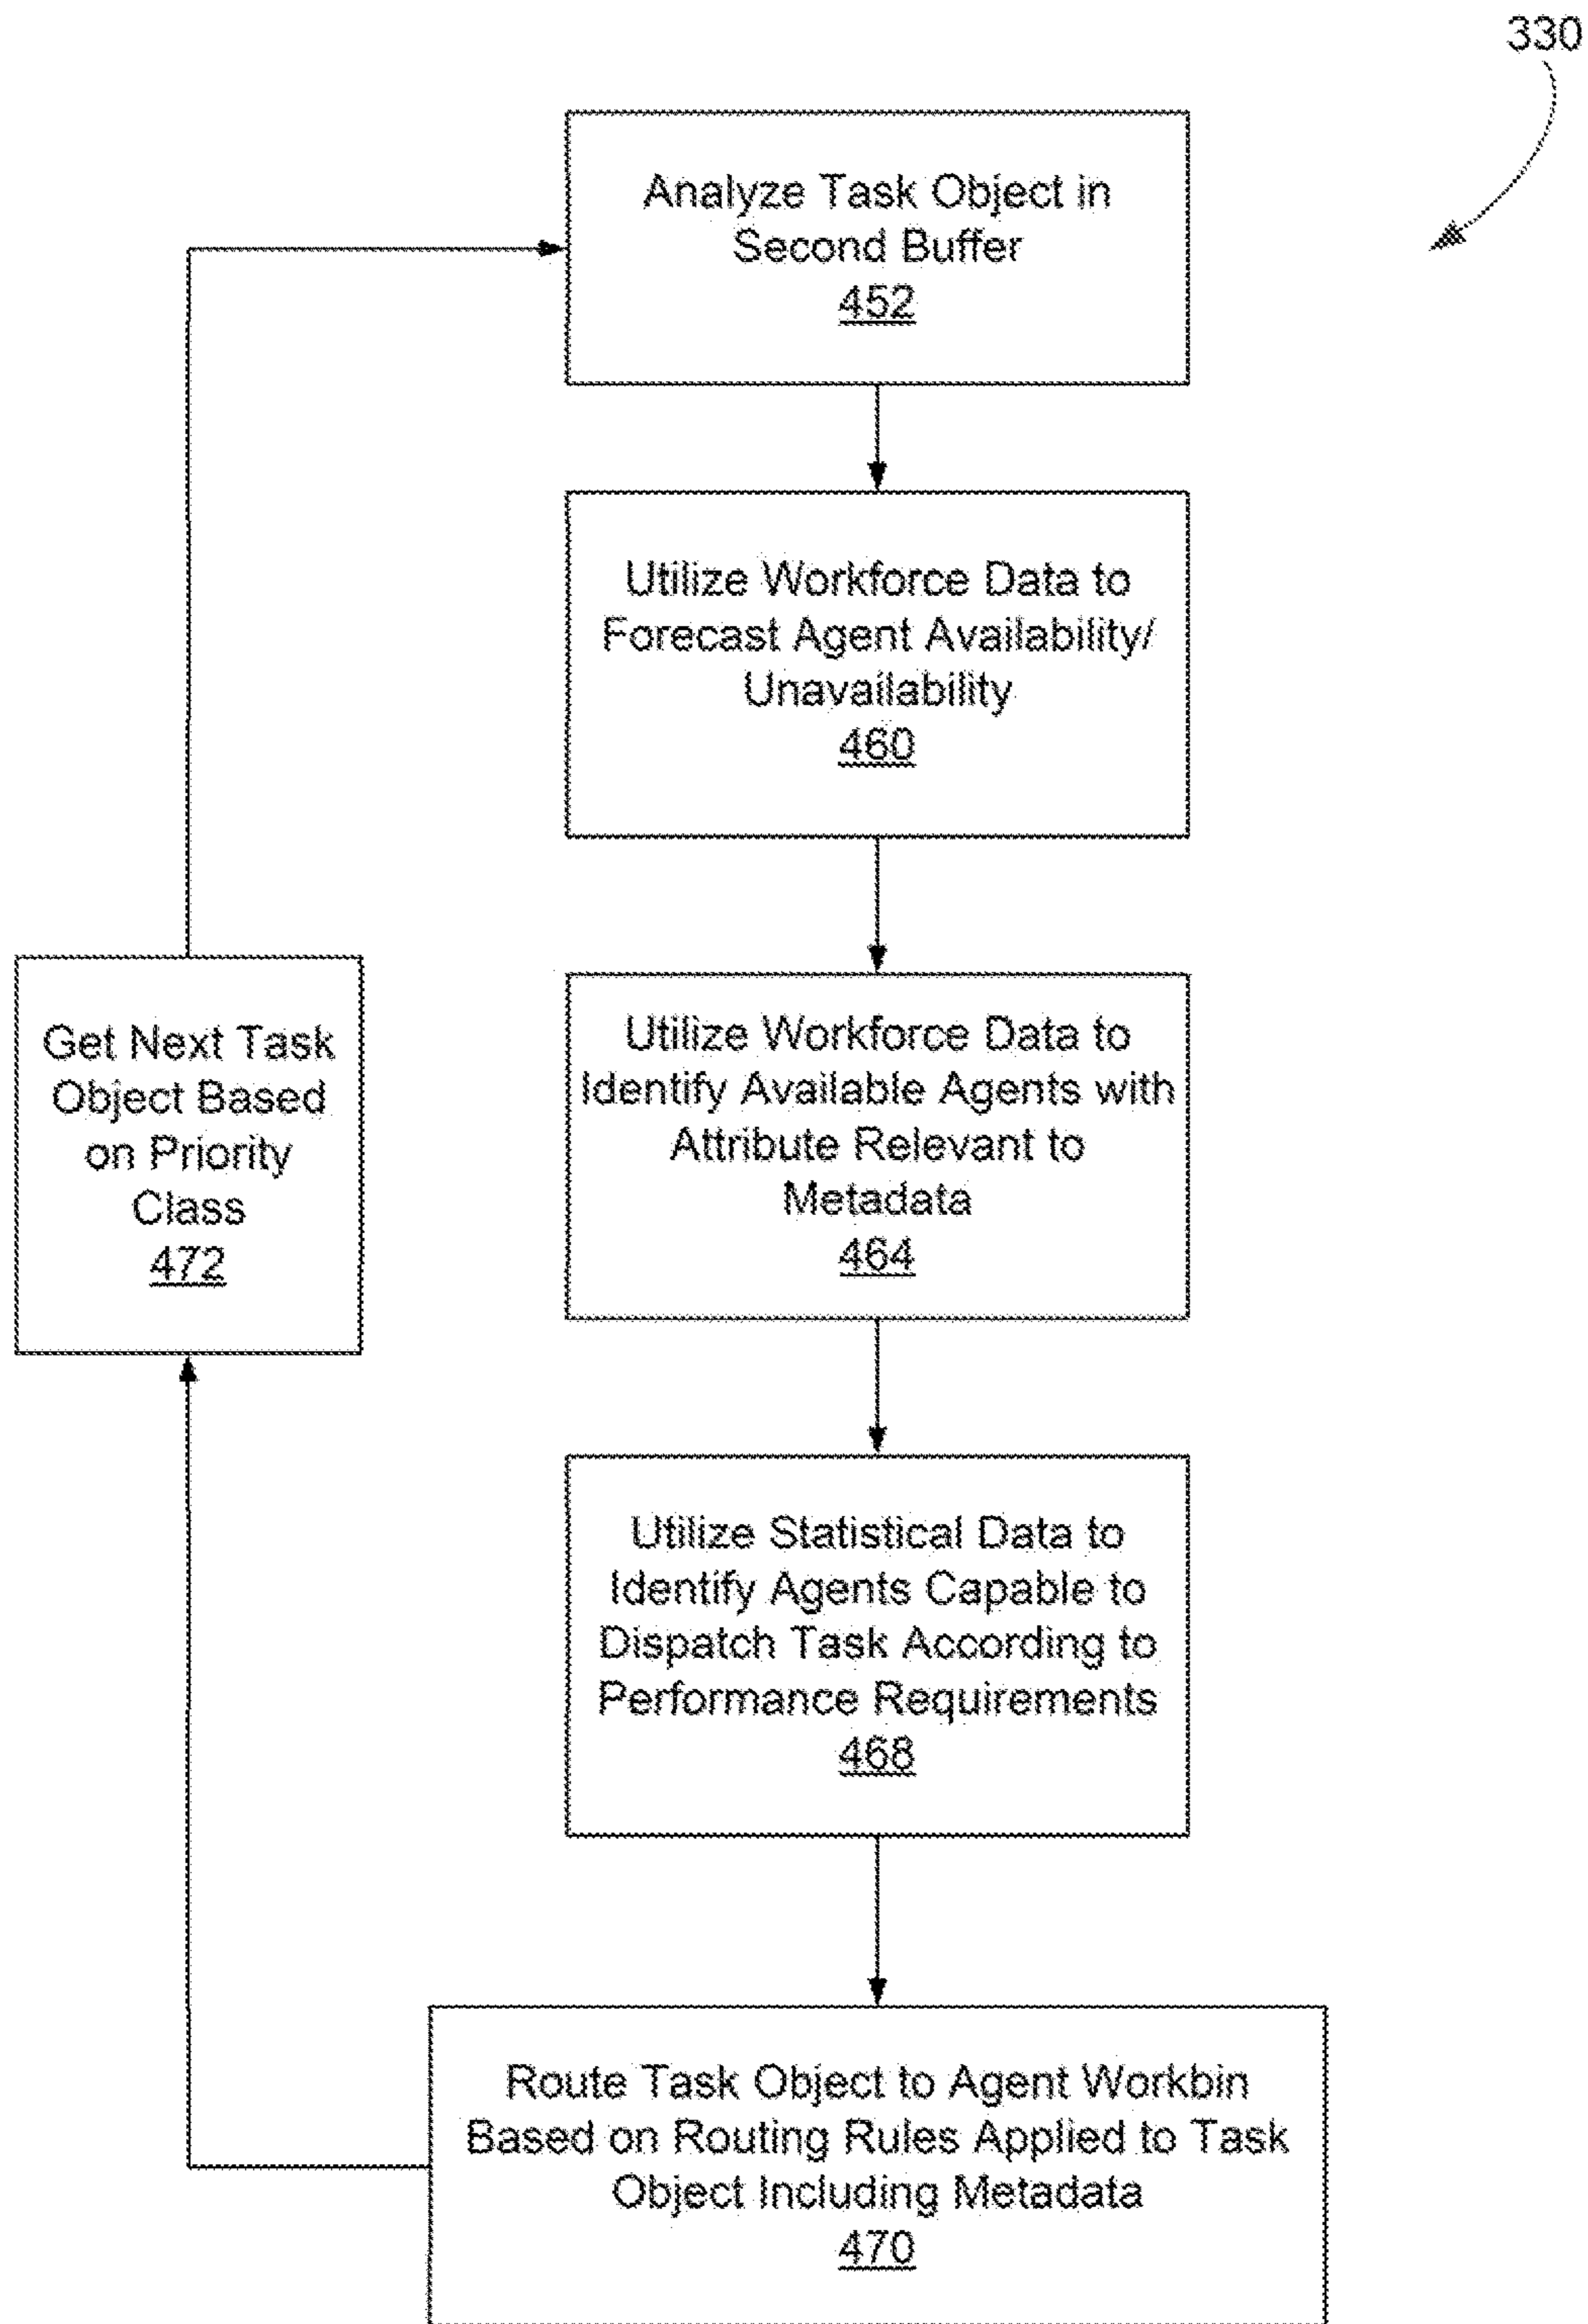 330
Analyze Task Object in
Second Buffer
452
Utilize Workforce Data to
Forecast Agent Availability/
Unavailability
460
Utilize Workforce Data to
Identify Available Agents with
Attribute Relevant to
Metadata
464
Get Next Task
Object Based
on Priority
Class
472
Utilize Statistical Data to
Identify Agents Capable to
Dispatch Task According to
Performance Requirements
468
Route Task Object to Agent Workbin
Based on Routing Rules Applied to Task
Object Including Metadata
470